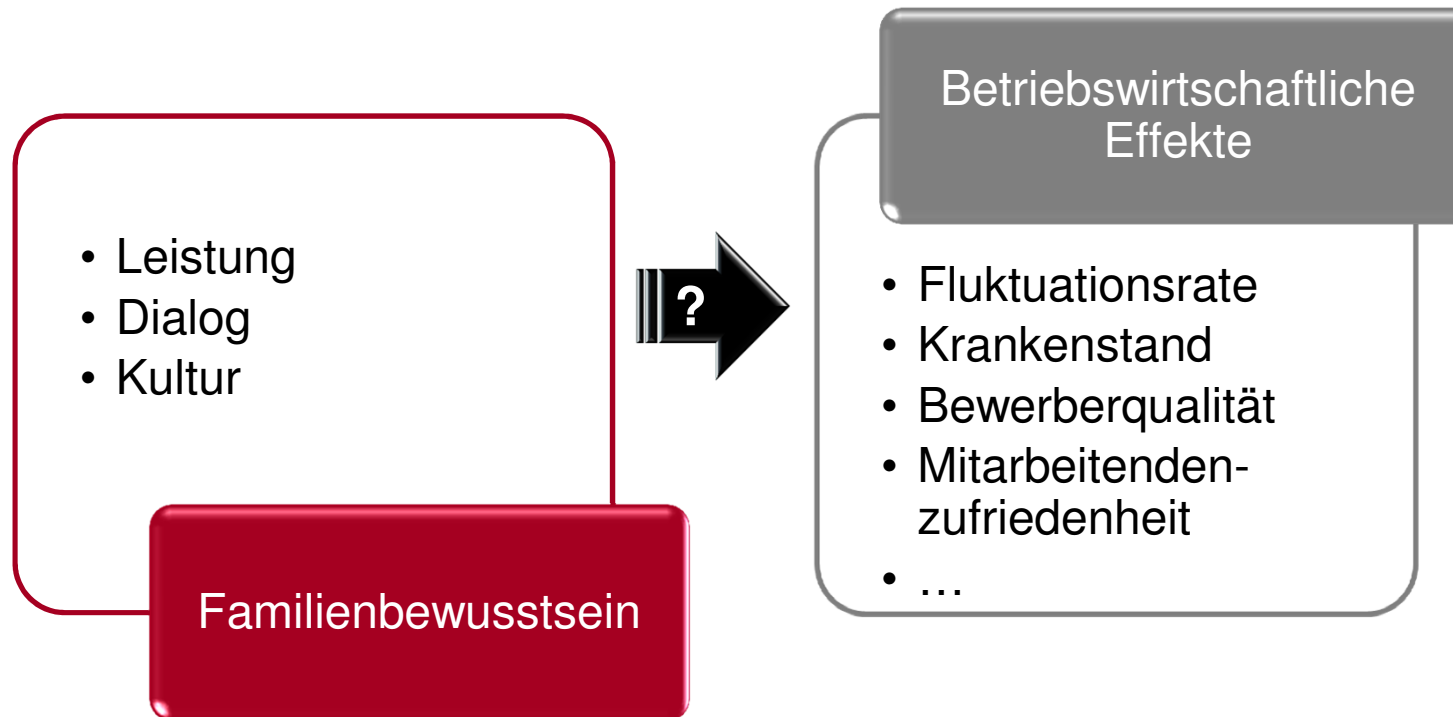 • Leistung
• Dialog
• Kultur
Familienbewusstsein
?
Betriebswirtschaftliche
Effekte
• Fluktuationsrate
• Krankenstand
• Bewerberqualität
• Mitarbeitenden-
zufriedenheit
• …